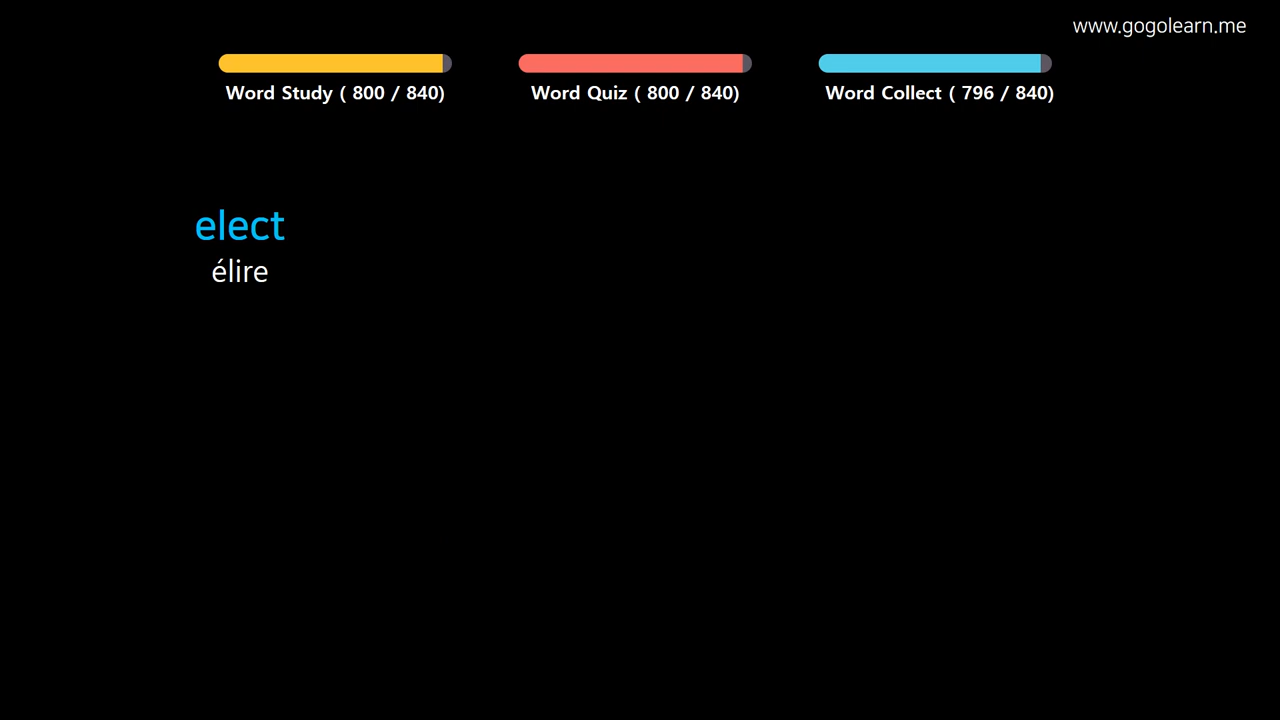 www.gogolearn.me
Word Study ( 800 / 840)
Word Quiz ( 800 / 840)
Word Collect ( 796 / 840)
elect
élire